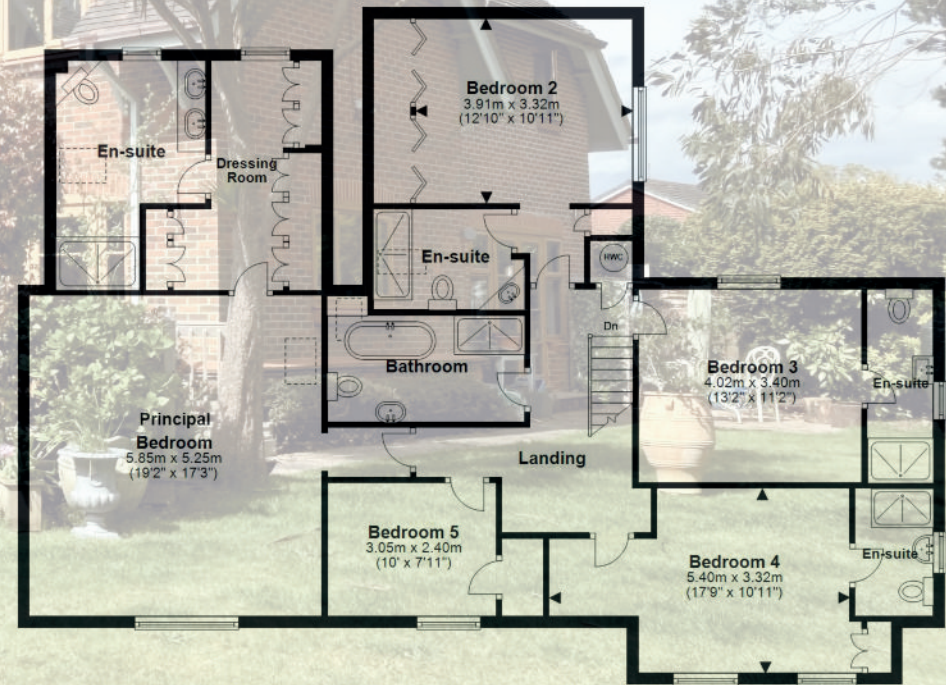 Bedroom 2
3.91m x 3.32m
(12'10" x 10'11")
En-suite
Dressing
Room
En-suite
HWC
Dn
Bathroom
Bedroom 3
4.02m x 3.40m
(13'2" x 11'2")
En-suite
Principal
Bedroom
5.85m x 5.25m
(19'2" x 17'3")
Landing
Bedroom 5
3.05m x 2.40m
(10' x 7'11")
Bedroom 4
5.40m x 3.32m
(17'9" x 10'11")
En-suite